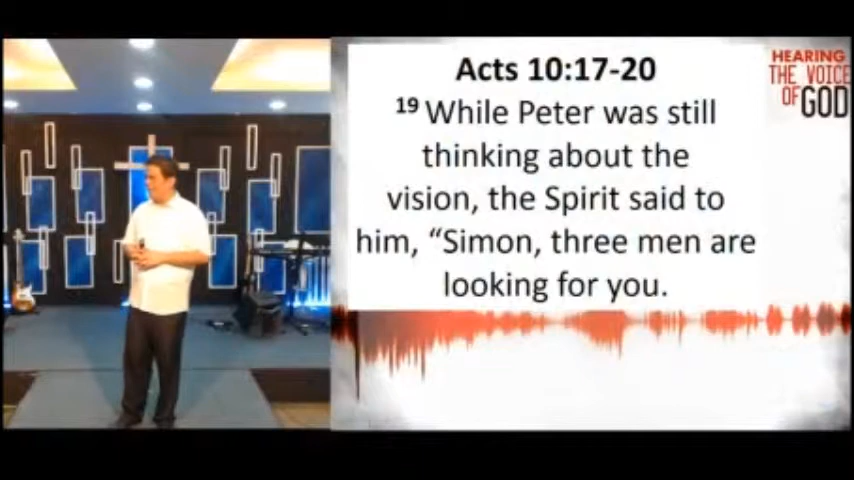 Acts 10:17-20
19 While Peter was still
thinking about the
vision, the Spirit said to
him, “Simon, three men are
looking for you.
HEARING
THE VOICE
OF GOD